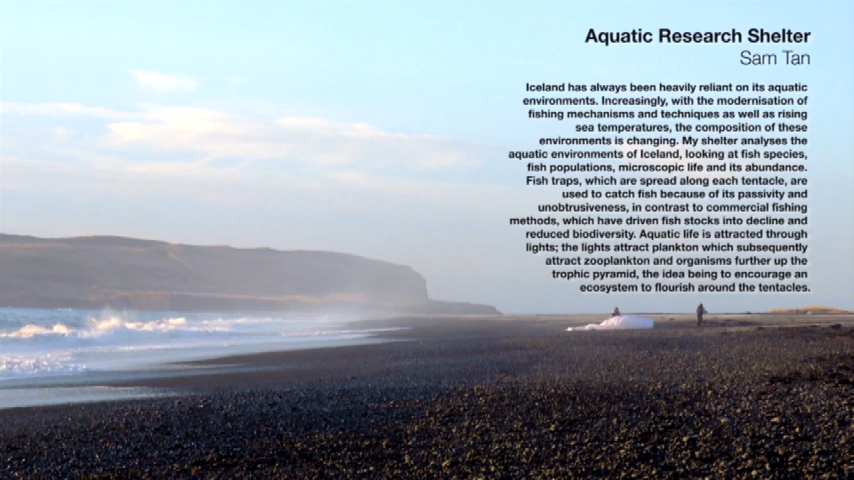 Aquatic Research Shelter
Sam Tan
Iceland has always been heavily reliant on its aquatic
environments. Increasingly, with the modernisation of
fishing mechanisms and techniques as well as rising
sea temperatures, the composition of these
environments is changing. My shelter analyses the
aquatic environments of Iceland, looking at fish species,
fish populations, microscopic life and its abundance.
Fish traps, which are spread along each tentacle, are
used to catch fish because of its passivity and
unobtrusiveness, in contrast to commercial fishing
methods, which have driven fish stocks into decline and
reduced biodiversity. Aquatic life is attracted through
lights; the lights attract plankton which subsequently
attract zooplankton and organisms further up the
trophic pyramid, the idea being to encourage an
ecosystem to flourish around the tentacles.